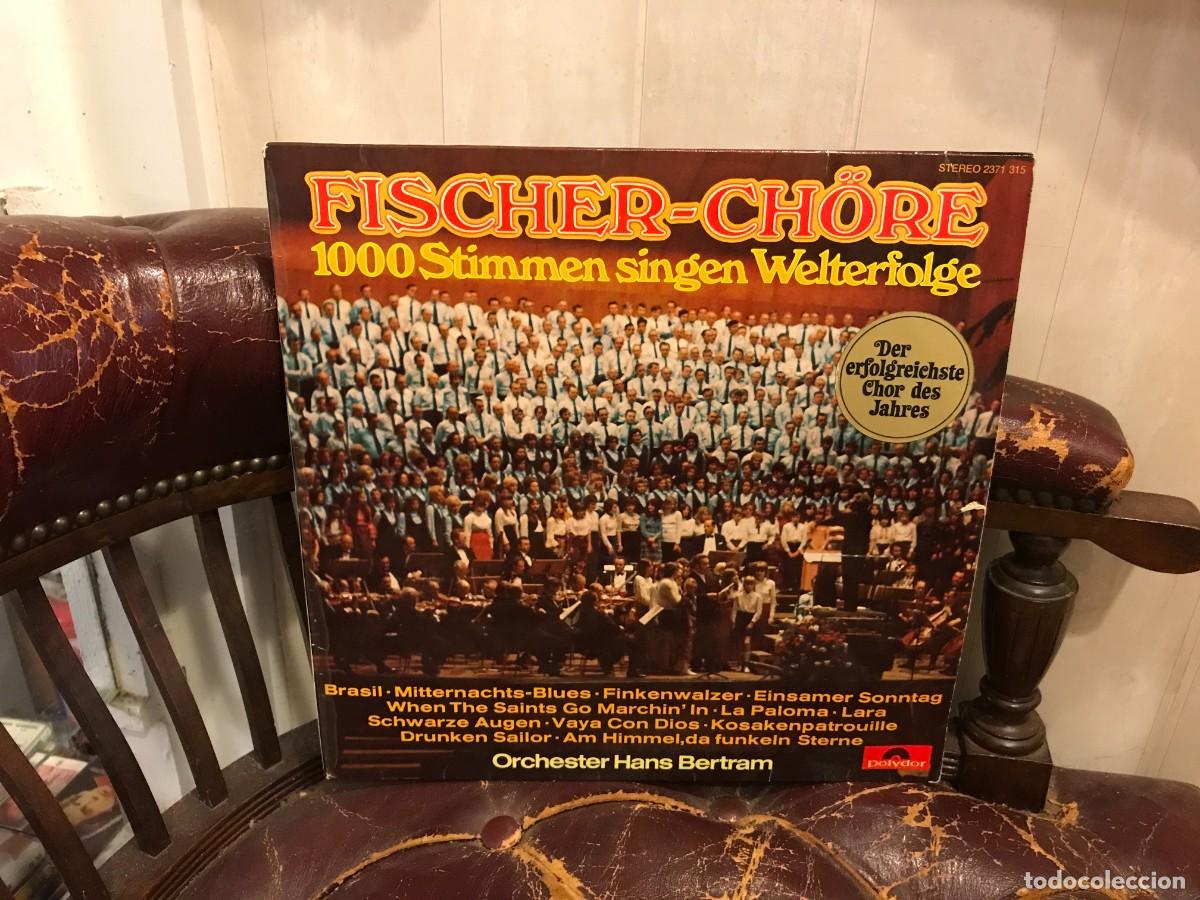 STEREO 2371 315
FISCHER-CHÖRE
1000 Stimmen singen Welterfolge
Der
erfolgreichste
Chor des
Jahres
Brasil · Mitternachts-Blues · Finkenwalzer · Einsamer Sonntag
When The Saints Go Marchin' In · La Paloma · Lara
Schwarze Augen · Vaya Con Dios · Kosakenpatrouille
Drunken Sailor · Am Himmel, da funkeln Sterne
Orchester Hans Bertram
polydor
todocoleccion